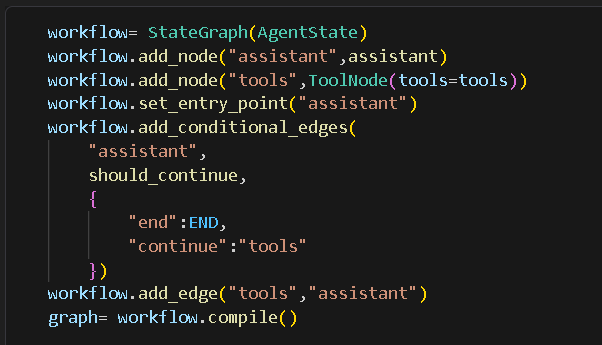 workflow= StateGraph(AgentState)
workflow.add_node("assistant",assistant)
workflow.add_node("tools",ToolNode(tools=tools))
workflow.set_entry_point("assistant")
workflow.add_conditional_edges(
    "assistant",
    should_continue,
    {
        "end":END,
        "continue":"tools"
    })
workflow.add_edge("tools","assistant")
graph= workflow.compile()